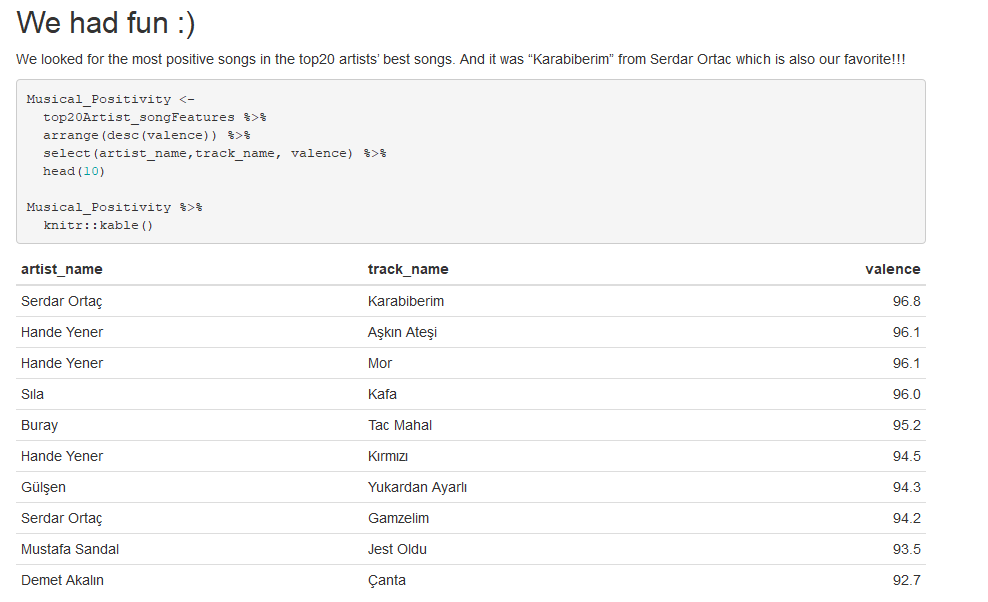 We had fun :)
We looked for the most positive songs in the top20 artists' best songs. And it was “Karabiberim” from Serdar Ortac which is also our favorite!!!
Musical_Positivity <-
  top20Artist_songFeatures %>%
  arrange(desc(valence)) %>%
  select(artist_name,track_name, valence) %>%
  head(10)
Musical_Positivity %>%
  knitr::kable()
artist_name track_name valence
Serdar Ortaç Karabiberim 96.8
Hande Yener Aşkın Ateşi 96.1
Hande Yener Mor 96.1
Sıla Kafa 96.0
Buray Tac Mahal 95.2
Hande Yener Kırmızı 94.5
Gülşen Yukardan Ayarlı 94.3
Serdar Ortaç Gamzelim 94.2
Mustafa Sandal Jest Oldu 93.5
Demet Akalın Çanta 92.7